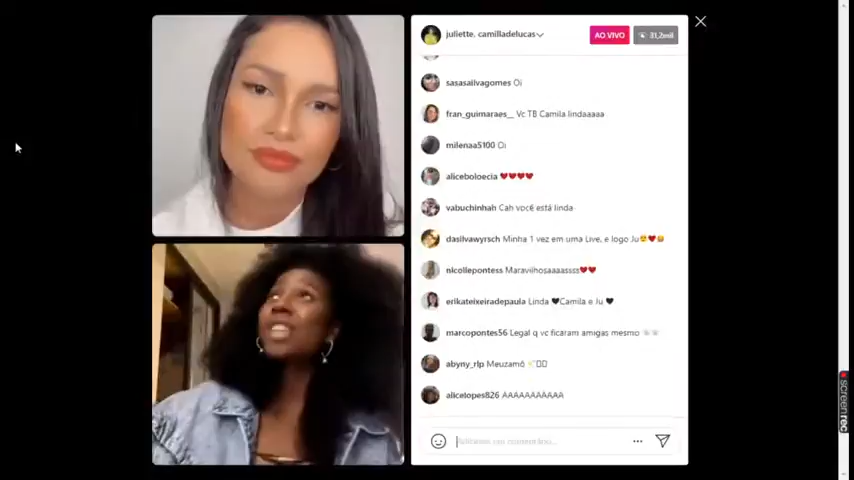 juliette, camilladelucas
AO VIVO
31,2mil
sasasailvagomes Oi
fran_guimaraes__ Vc TB Camila lindaaaaa
milenaa5100 Oi
aliceboloecia ❤❤❤❤
vabuchinhah Cah você está linda
dasilvawyrsch Minha 1 vez em uma Live, e logo Ju😍❤😍
nicollepontess Maravilhosaaaassss❤❤
erikateixeiradepaula Linda 🖤Camila e Ju 🖤
marcopontes56 Legal q vc ficaram amigas mesmo
abyny_rlp Meuzamô
alicelopes826 AAAAAAAAAAA
Adicione um comentário...
screenrec